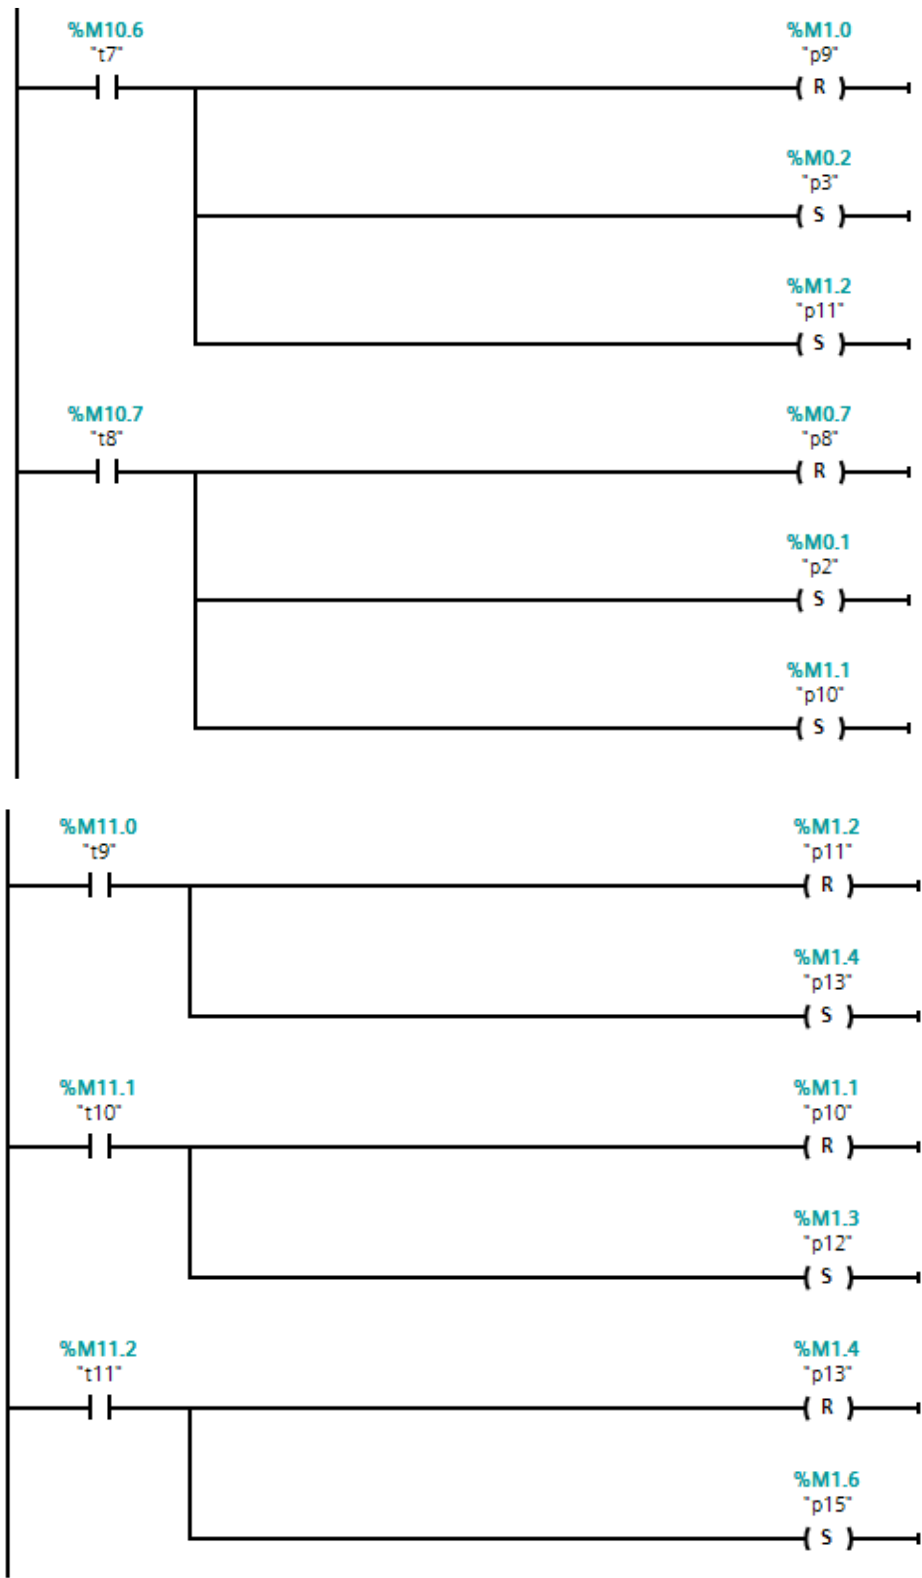 %M10.6
"t7"
%M1.0
"p9"
( R )
%M0.2
"p3"
( S )
%M1.2
"p11"
( S )
%M10.7
"t8"
%M0.7
"p8"
( R )
%M0.1
"p2"
( S )
%M1.1
"p10"
( S )
%M11.0
"t9"
%M1.2
"p11"
( R )
%M1.4
"p13"
( S )
%M11.1
"t10"
%M1.1
"p10"
( R )
%M1.3
"p12"
( S )
%M11.2
"t11"
%M1.4
"p13"
( R )
%M1.6
"p15"
( S )